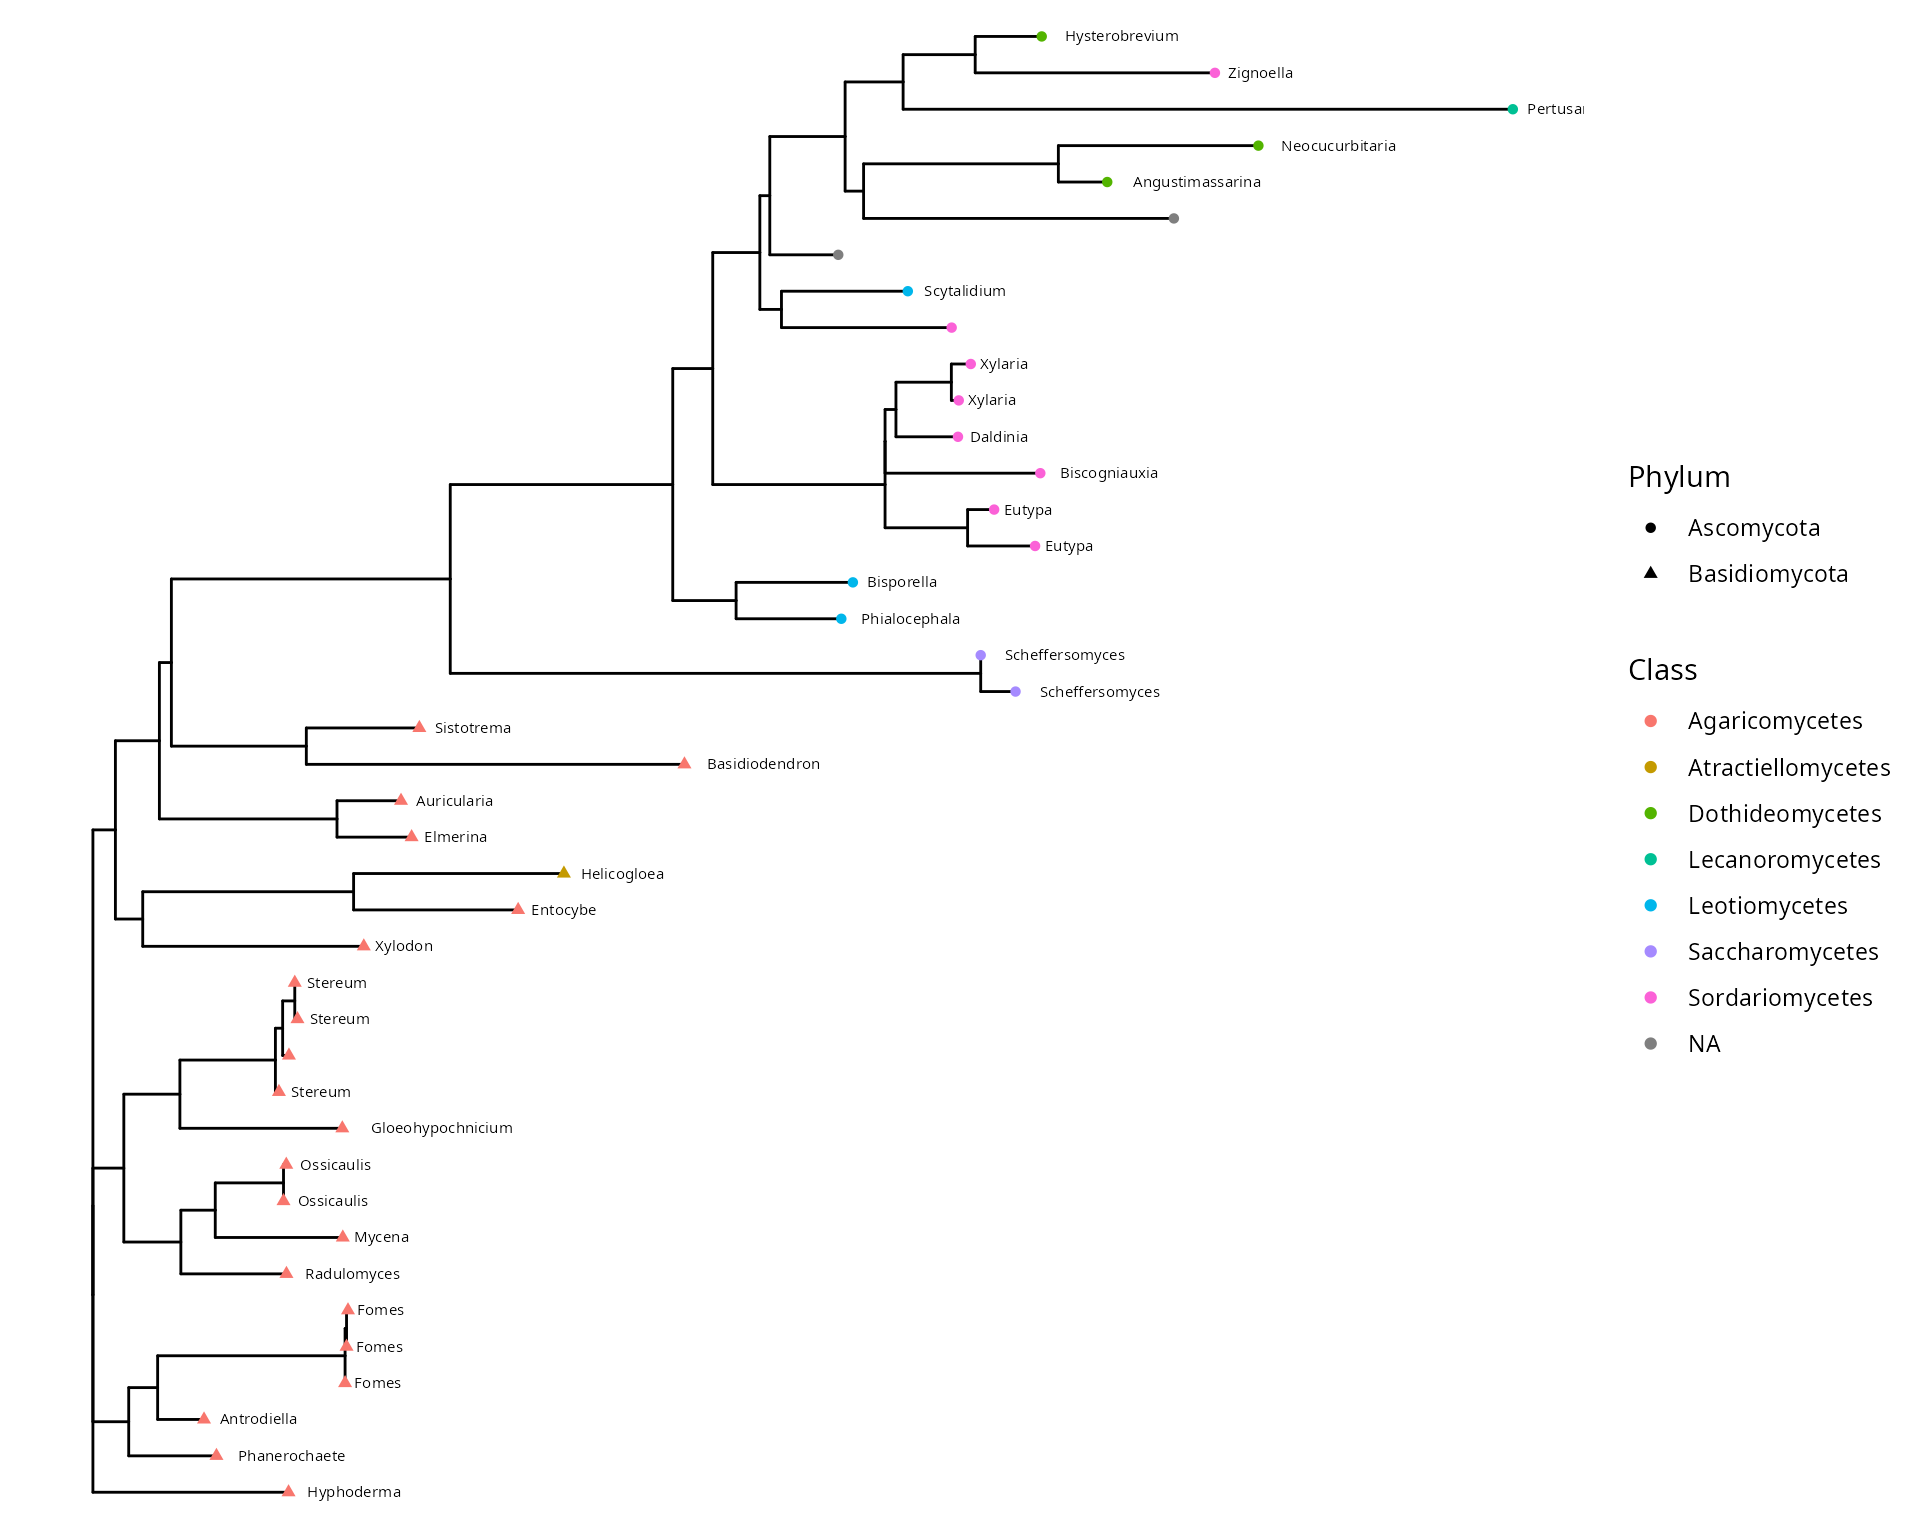 Hysterobrevium
Zignoella
Neocucurbitaria
Angustimassarina
Scytalidium
Xylaria
Xylaria
Daldinia
Biscogniauxia
Eutypa
Eutypa
Bisporella
Phialocephala
Scheffersomyces
Scheffersomyces
Sistotrema
Basidiodendron
Auricularia
Elmerina
Helicogloea
Entocybe
Xylodon
Stereum
Stereum
Stereum
Gloeohypochnicium
Ossicaulis
Ossicaulis
Mycena
Radulomyces
Fomes
Fomes
Fomes
Antrodiella
Phanerochaete
Hyphoderma
Phylum
Ascomycota
Basidiomycota
Class
Agaricomycetes
Atractiellomycetes
Dothideomycetes
Lecanoromycetes
Leotiomycetes
Saccharomycetes
Sordariomycetes
NA